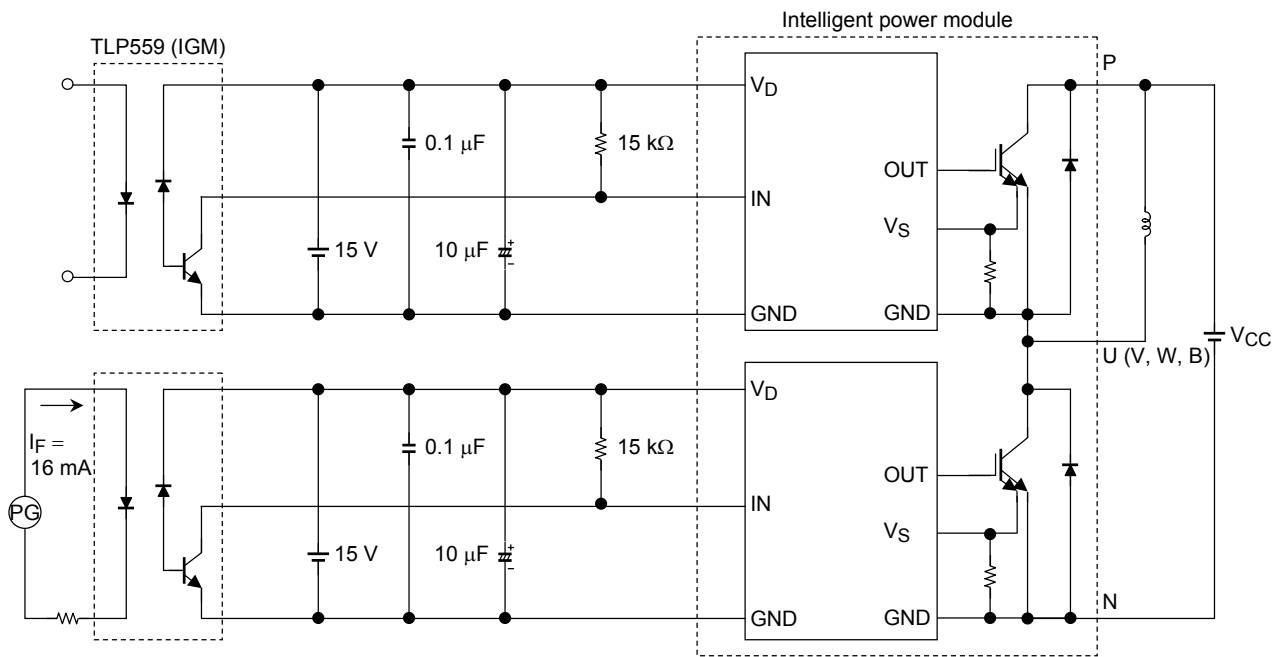 Intelligent power module
TLP559 (IGM)
P
VD
0.1 μF
15 kΩ
OUT
IN
VS
15 V
10 μF
+
−
GND
GND
VCC
U (V, W, B)
VD
IF =
16 mA
0.1 μF
15 kΩ
OUT
IN
PG
VS
15 V
10 μF
+
−
N
GND
GND